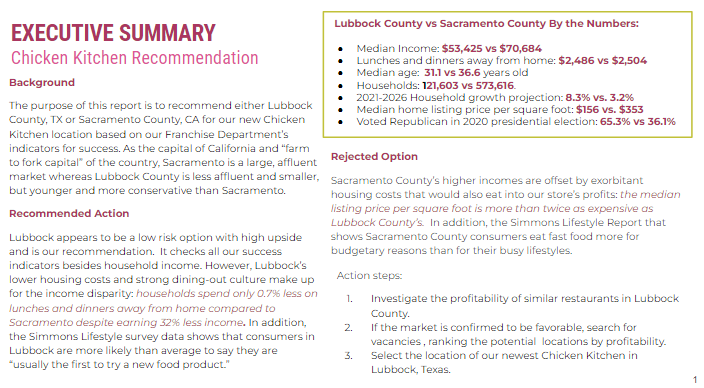 EXECUTIVE SUMMARY
Chicken Kitchen Recommendation
Background
The purpose of this report is to recommend either Lubbock
County, TX or Sacramento County, CA for our new Chicken
Kitchen location based on our Franchise Department's
indicators for success. As the capital of California and "farm
to fork capital" of the country, Sacramento is a large, affluent
market whereas Lubbock County is less affluent and smaller,
but younger and more conservative than Sacramento.
Recommended Action
Lubbock appears to be a low risk option with high upside
and is our recommendation. It checks all our success
indicators besides household income. However, Lubbock's
lower housing costs and strong dining-out culture make up
for the income disparity: households spend only 0.7% less on
lunches and dinners away from home compared to
Sacramento despite earning 32% less income. In addition,
the Simmons Lifestyle survey data shows that consumers in
Lubbock are more likely than average to say they are
"usually the first to try a new food product."
Lubbock County vs Sacramento County By the Numbers:
● Median Income: $53,425 vs $70,684
● Lunches and dinners away from home: $2,486 vs $2,504
● Median age: 31.1 vs 36.6 years old
● Households: 121,603 vs 573,616.
● 2021-2026 Household growth projection: 8.3% vs. 3.2%
● Median home listing price per square foot: $156 vs. $353
● Voted Republican in 2020 presidential election: 65.3% vs 36.1%
Rejected Option
Sacramento County's higher incomes are offset by exorbitant
housing costs that would also eat into our store's profits: the median
listing price per square foot is more than twice as expensive as
Lubbock County's. In addition, the Simmons Lifestyle Report that
shows Sacramento County consumers eat fast food more for
budgetary reasons than for their busy lifestyles.
Action steps:
1. Investigate the profitability of similar restaurants in Lubbock
County.
2. If the market is confirmed to be favorable, search for
vacancies , ranking the potential locations by profitability.
3. Select the location of our newest Chicken Kitchen in
Lubbock, Texas.
1